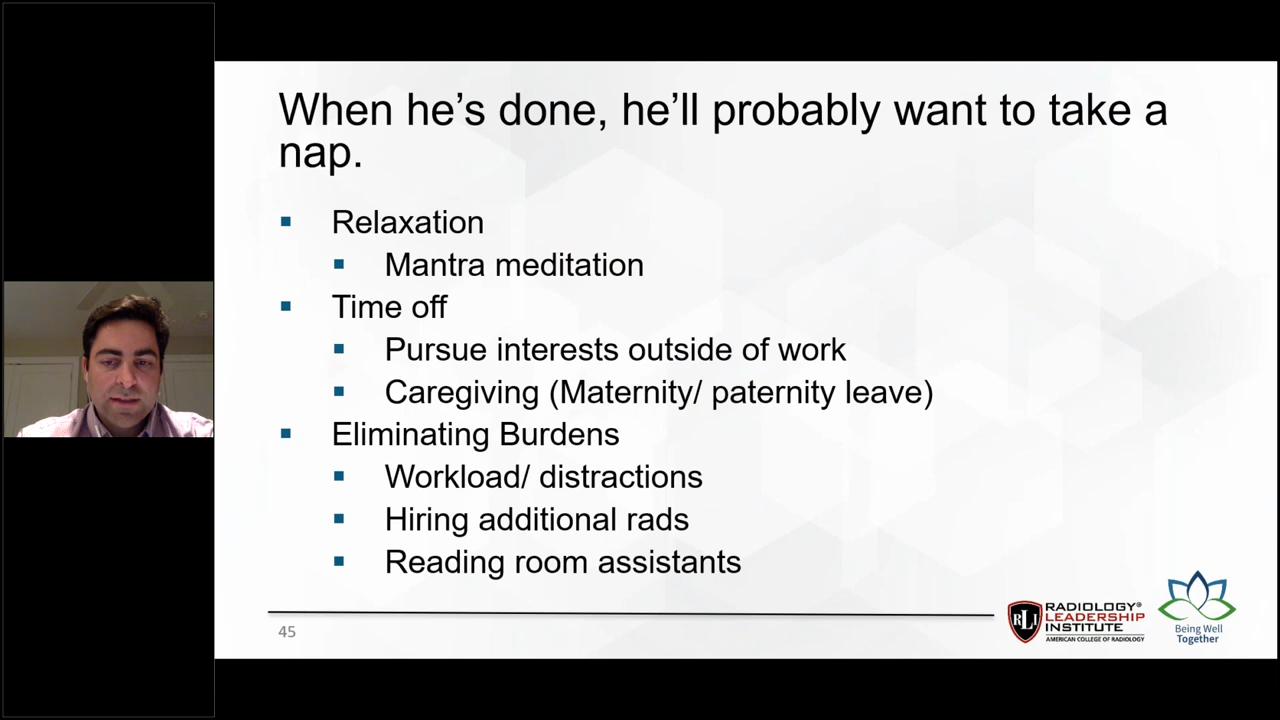 When he’s done, he’ll probably want to take a
nap.
▪ Relaxation
▪ Mantra meditation
▪ Time off
▪ Pursue interests outside of work
▪ Caregiving (Maternity/ paternity leave)
▪ Eliminating Burdens
▪ Workload/ distractions
▪ Hiring additional rads
▪ Reading room assistants
45
RLI
RADIOLOGY®
LEADERSHIP
INSTITUTE
AMERICAN COLLEGE OF RADIOLOGY
Being Well
Together